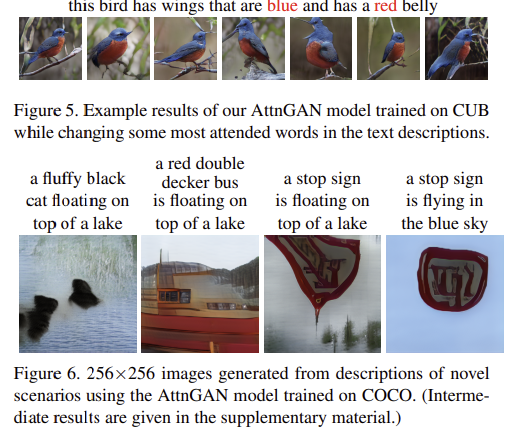 this bird has wings that are blue and has a red belly
Figure 5. Example results of our AttnGAN model trained on CUB
while changing some most attended words in the text descriptions.
a fluffy black
cat floating on
top of a lake
a red double
decker bus
is floating on
top of a lake
a stop sign
is floating on
top of a lake
a stop sign
is flying in
the blue sky
Figure 6. 256×256 images generated from descriptions of novel
scenarios using the AttnGAN model trained on COCO. (Interme-
diate results are given in the supplementary material.)